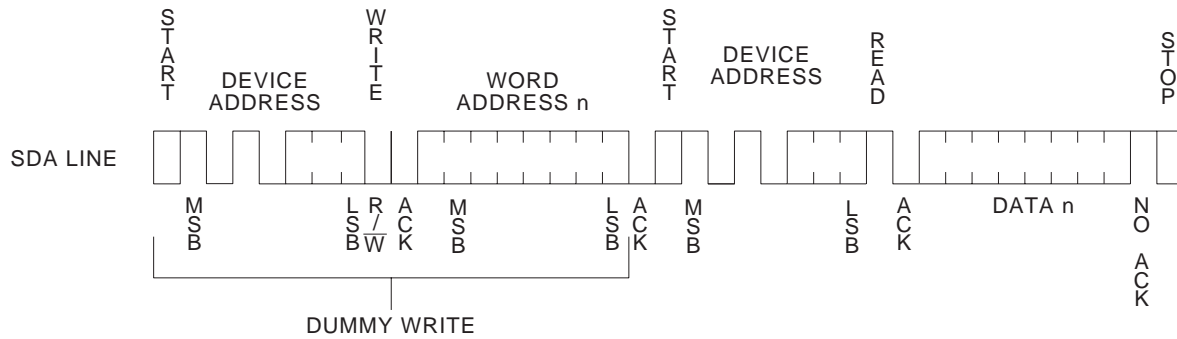 START
WRITE
START
READ
STOP
DEVICE
ADDRESS
WORD
ADDRESS n
DEVICE
ADDRESS
SDA LINE
MSB
LSB
R/W̅
ACK
MSB
LSB
ACK
MSB
LSB
ACK
DATA n
NO ACK
DUMMY WRITE